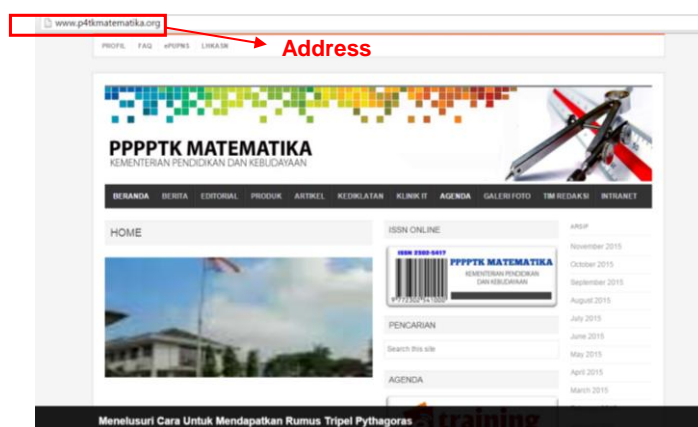 www.p4tkmatematika.org
Address
PROFIL FAQ ePUPNS LHKASN
PPPPTK MATEMATIKA
KEMENTERIAN PENDIDIKAN DAN KEBUDAYAAN
BERANDA BERITA EDITORIAL PRODUK ARTIKEL KEDIKLATAN KLINIK IT AGENDA GALERI FOTO TIM REDAKSI INTRANET
HOME
ISSN ONLINE
PPPPTK MATEMATIKA
KEMENTERIAN PENDIDIKAN
DAN KEBUDAYAAN
PENCARIAN
Search this site
AGENDA
training
ARSIP
November 2015
October 2015
September 2015
August 2015
July 2015
June 2015
May 2015
April 2015
March 2015
Menelusuri Cara Untuk Mendapatkan Rumus Tripel Pythagoras